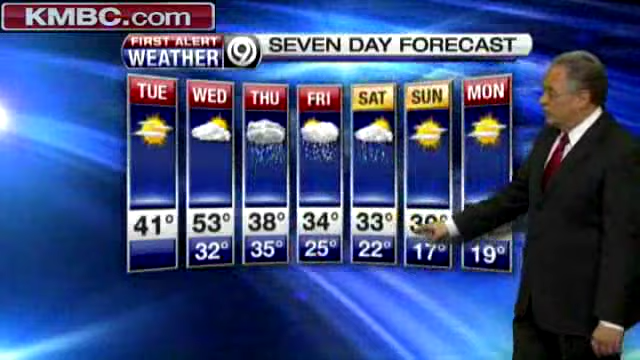 KMBC.com
FIRST ALERT
WEATHER 9
SEVEN DAY FORECAST
TUE WED THU FRI SAT SUN MON
41° 53° 38° 34° 33°
32° 35° 25° 22° 17° 19°